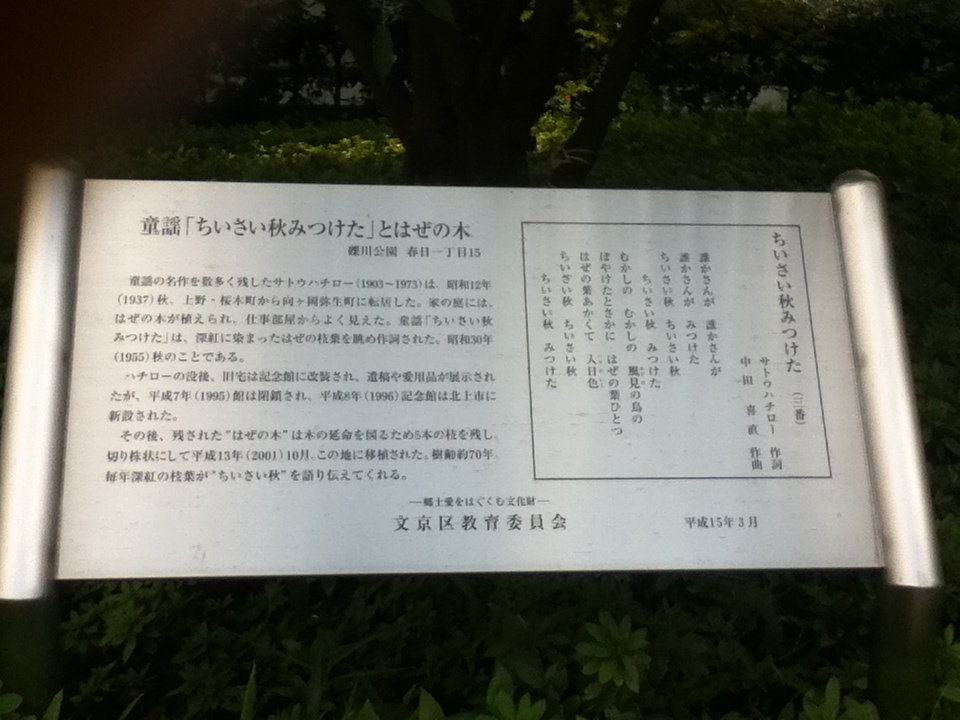 童謡「ちいさい秋みつけた」とはぜの木
礫川公園 春日一丁目15
童謡の名作を数多く残したサトウハチロー(1903～1973)は、昭和12年
(1937)秋、上野・桜木町から向ヶ岡弥生町に転居した。家の庭には、
はぜの木が植えられ、仕事部屋からよく見えた。童謡「ちいさい秋
みつけた」は、深紅に染まったはぜの枝葉を眺め作詞された。昭和30年
(1955)秋のことである。
ハチローの没後、旧宅は記念館に改装され、遺稿や愛用品が展示され
たが、平成7年(1995)館は閉鎖され、平成8年(1996)記念館は北上市に
新設された。
その後、残された“はぜの木”は木の延命を図るため5本の枝を残し、
切り株状にして平成13年(2001)10月、この地に移植された。樹齢約70年。
毎年深紅の枝葉が“ちいさい秋”を語り伝えてくれる。
ちいさい秋みつけた (三番)
サトウハチロー 作詞
中田 喜直 作曲
誰かさんが 誰かさんが
誰かさんが みつけた
ちいさい秋 ちいさい秋
ちいさい秋 みつけた
むかしの むかしの 風見の鳥の
ぼやけたとさかに はぜの葉ひとつ
はぜの葉あかくて 入日色
ちいさい秋 ちいさい秋
ちいさい秋 みつけた
―郷土愛をはぐくむ文化財―
文京区教育委員会
平成15年3月